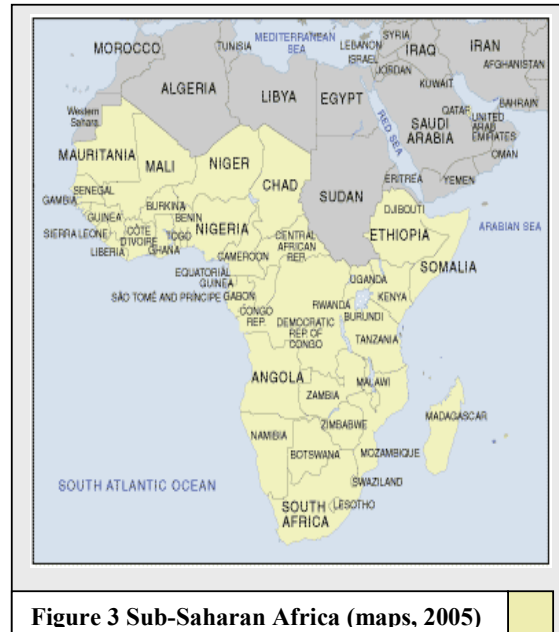 MEDITERRANEAN
SEA
MOROCCO
TUNISIA
LEBANON
SYRIA
ISRAEL
IRAQ
IRAN
JORDAN
AFGHANISTAN
ALGERIA
LIBYA
EGYPT
KUWAIT
Western
Sahara
RED SEA
SAUDI
ARABIA
QATAR
BAHRAIN
UNITED
ARAB
EMIRATES
OMAN
MAURITANIA
MALI
NIGER
CHAD
SUDAN
ERITREA
YEMEN
SENEGAL
GAMBIA
BURKINA
DJIBOUTI
ARABIAN SEA
GUINEA
BENIN
NIGERIA
SIERRA LEONE
CÔTE
D'IVOIRE
TOGO
CENTRAL
AFRICAN
REP.
ETHIOPIA
LIBERIA
GHANA
CAMEROON
SOMALIA
EQUATORIAL
GUINEA
UGANDA
SÃO TOMÉ AND PRÍNCIPE
GABON
RWANDA
KENYA
CONGO
REP.
DEMOCRATIC
REP. OF
CONGO
BURUNDI
TANZANIA
ANGOLA
MALAWI
ZAMBIA
MADAGASCAR
ZIMBABWE
NAMIBIA
MOZAMBIQUE
BOTSWANA
SOUTH ATLANTIC OCEAN
SWAZILAND
SOUTH
AFRICA
LESOTHO
Figure 3 Sub-Saharan Africa (maps, 2005)